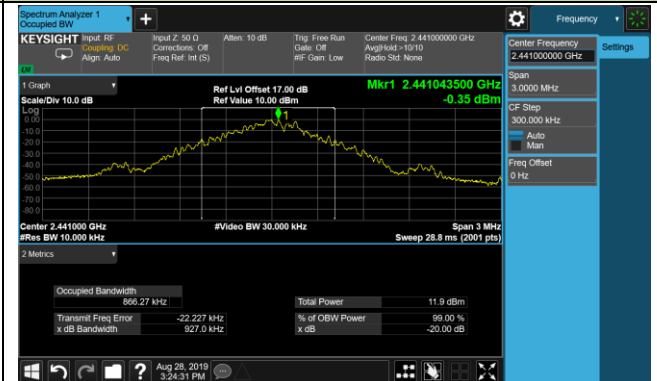 Spectrum Analyzer 1
Occupied BW
Frequency
KEYSIGHT
Input: RF
Coupling: DC
Align: Auto
Input Z: 50 Ω
Corrections: Off
Freq Ref: Int (S)
Atten: 10 dB
Trig: Free Run
Gate: Off
#IF Gain: Low
Center Freq: 2.441000000 GHz
Avg|Hold:>10/10
Radio Std: None
Center Frequency
2.441000000 GHz
Settings
Span
3.0000 MHz
CF Step
300.000 kHz
Auto
Man
Freq Offset
0 Hz
1 Graph
Scale/Div 10.0 dB
Ref Lvl Offset 17.00 dB
Ref Value 10.00 dBm
Mkr1 2.441043500 GHz
-0.35 dBm
Log
0.00
-10.0
-20.0
-30.0
-40.0
-50.0
-60.0
-70.0
-80.0
1
Center 2.441000 GHz
#Res BW 10.000 kHz
#Video BW 30.000 kHz
Span 3 MHz
Sweep 28.8 ms (2001 pts)
2 Metrics
Occupied Bandwidth
866.27 kHz
Total Power 11.9 dBm
Transmit Freq Error -22.227 kHz
% of OBW Power 99.00 %
x dB Bandwidth 927.0 kHz
x dB -20.00 dB
?
Aug 28, 2019
3:24:31 PM